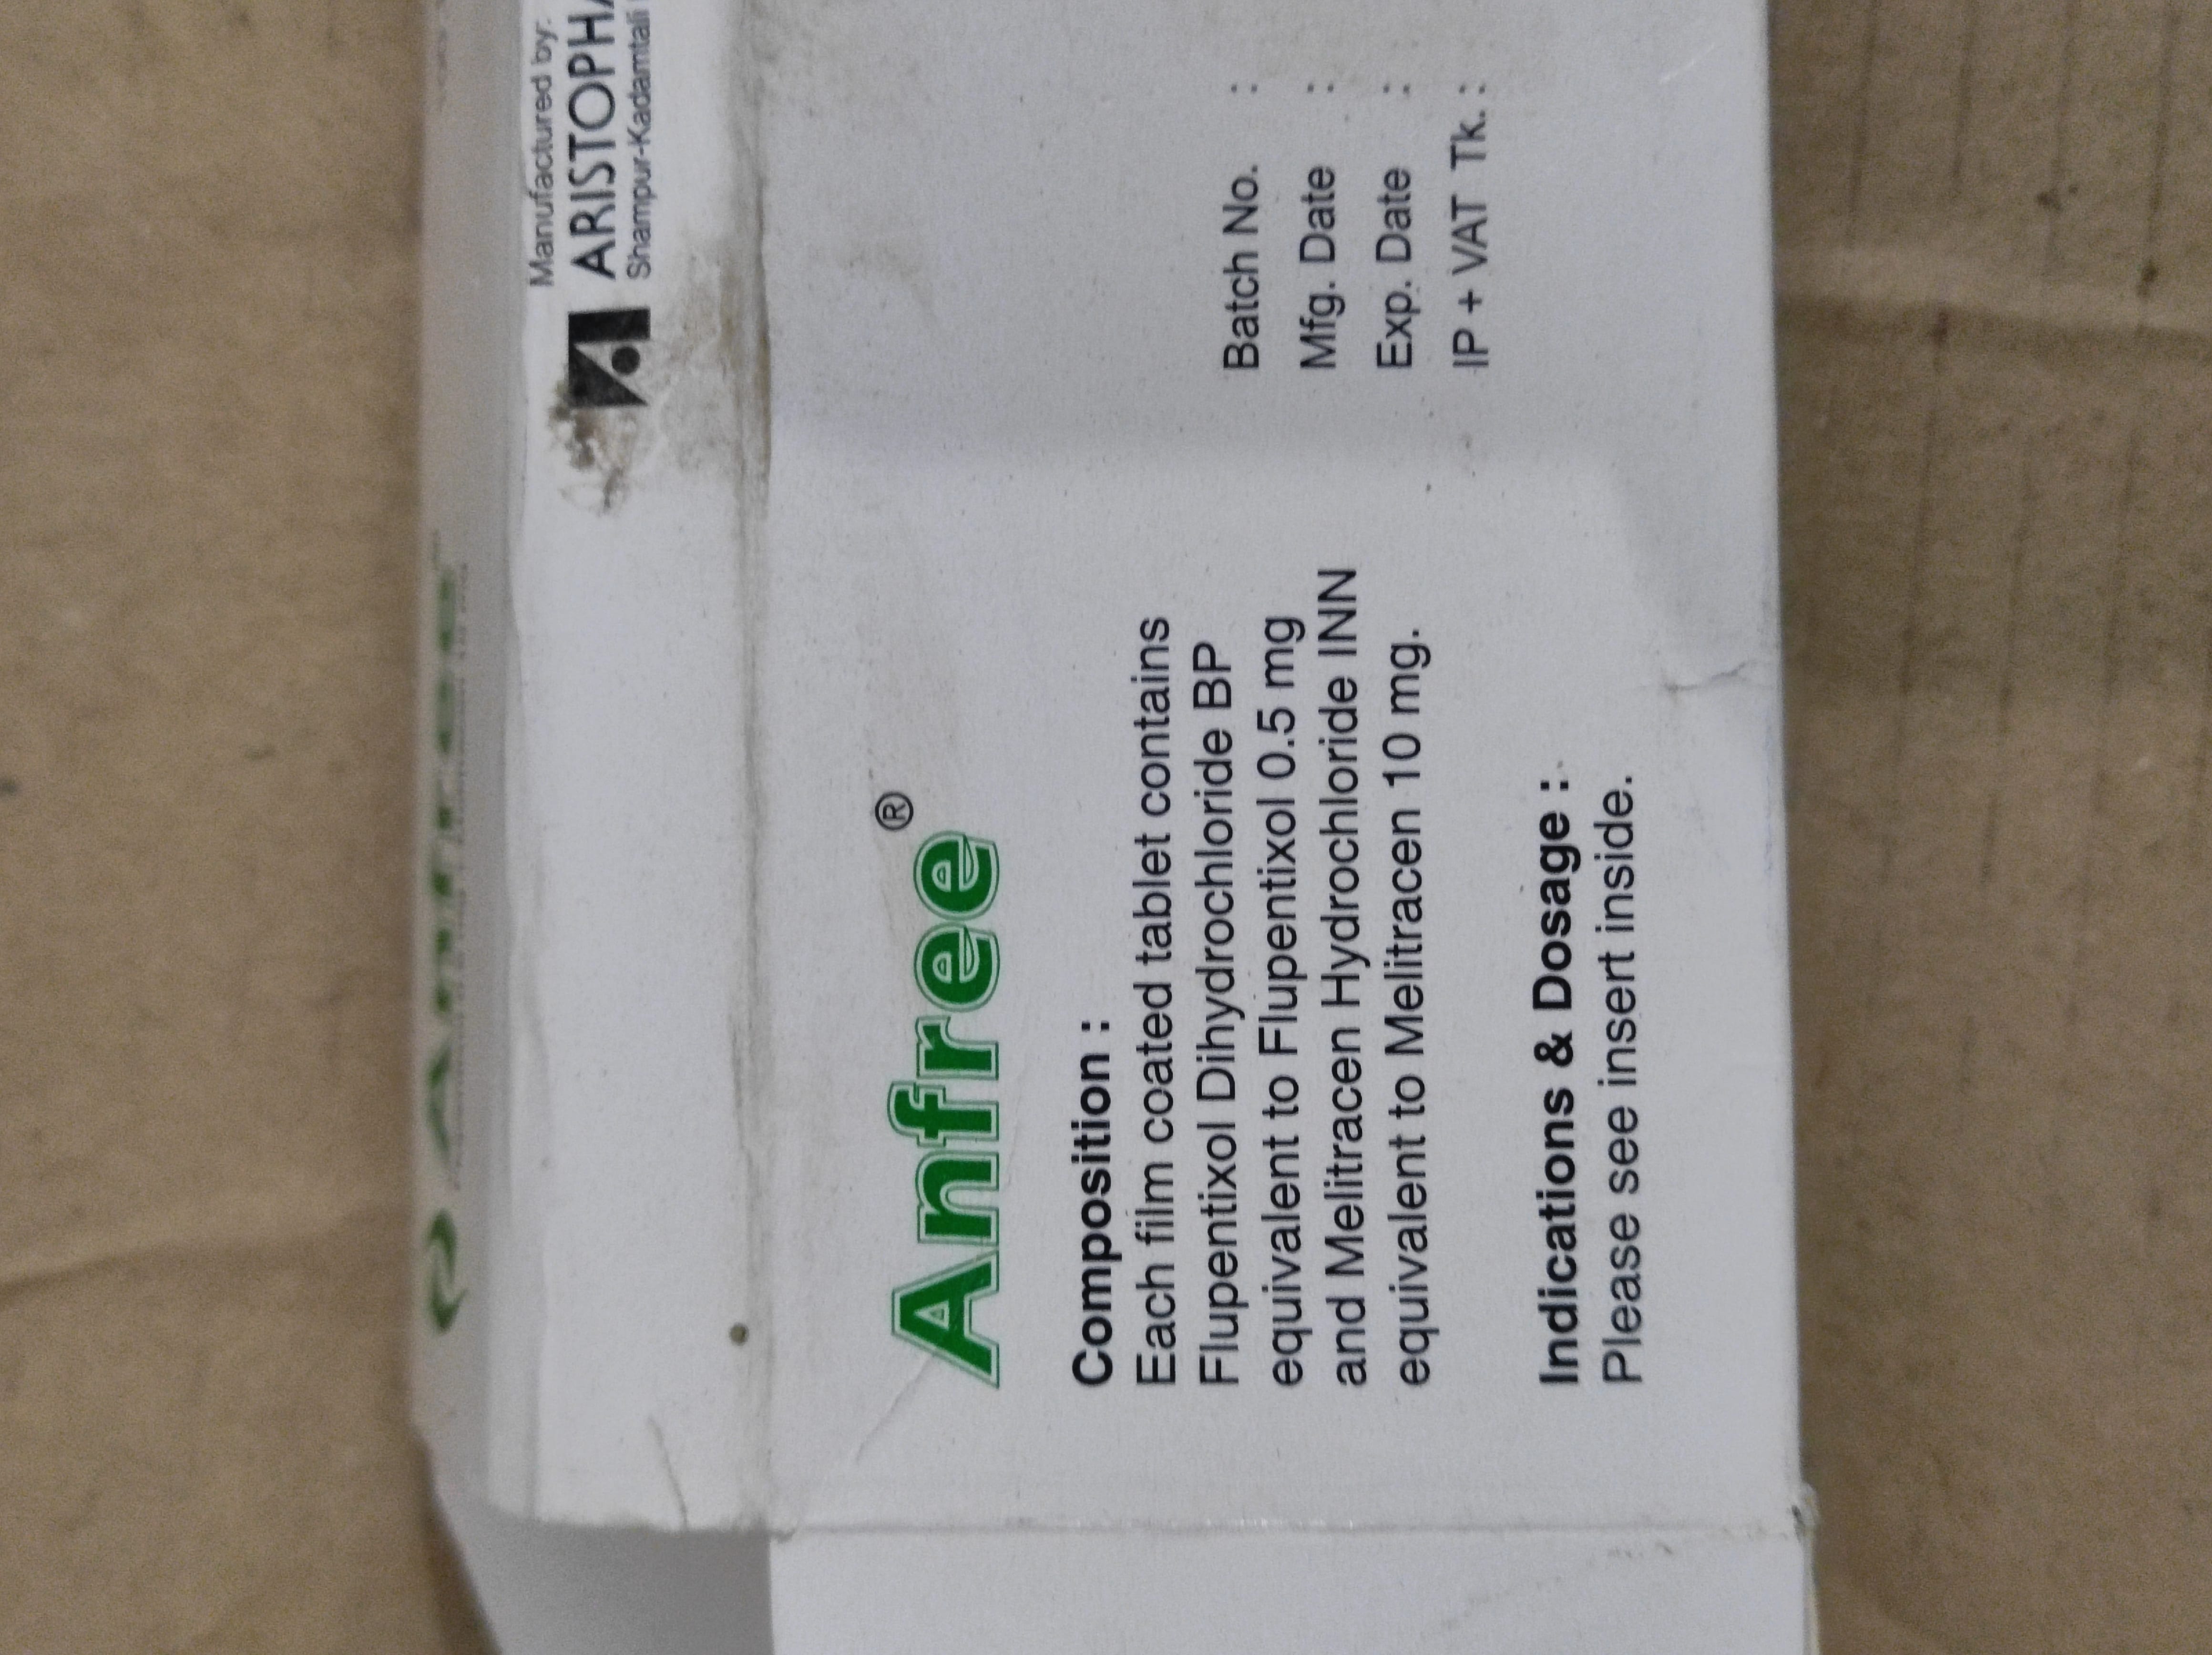 Anfree
Manufactured by:
ARISTOPHA
Shampur-Kadamtali
Anfree®
Composition :
Each film coated tablet contains
Flupentixol Dihydrochloride BP
equivalent to Flupentixol 0.5 mg
and Melitracen Hydrochloride INN
equivalent to Melitracen 10 mg.
Indications & Dosage :
Please see insert inside.
Batch No. :
Mfg. Date :
Exp. Date :
IP + VAT Tk. :